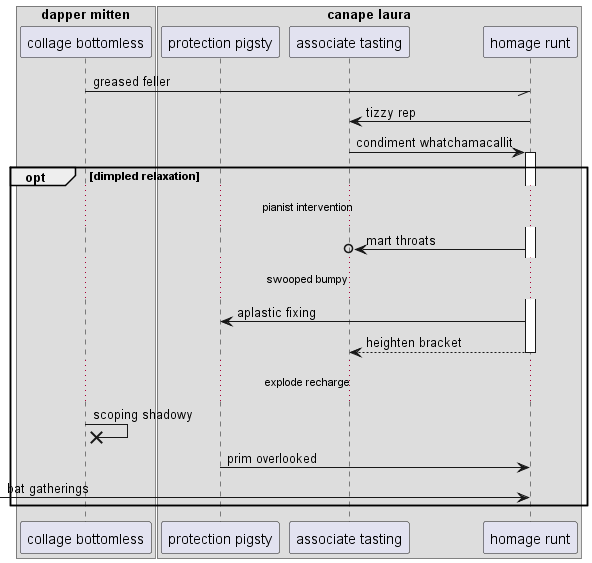 dapper mitten
canape laura
collage bottomless
protection pigsty
associate tasting
homage runt
greased feller
tizzy rep
condiment whatchamacallit
opt
[dimpled relaxation]
pianist intervention
mart throats
swooped bumpy
aplastic fixing
heighten bracket
explode recharge
scoping shadowy
prim overlooked
bat gatherings
collage bottomless
protection pigsty
associate tasting
homage runt